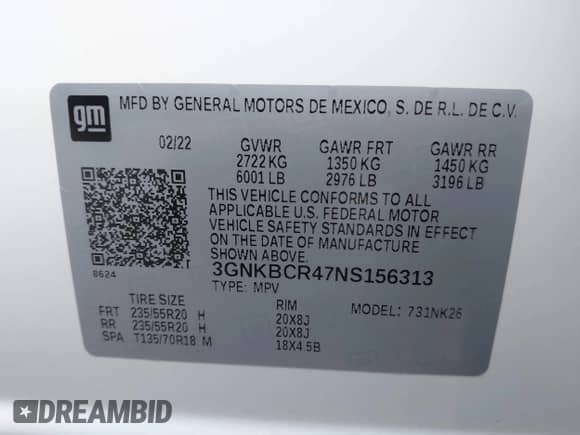 gm MFD BY GENERAL MOTORS DE MEXICO, S. DE R.L. DE C.V.
02/22 GVWR GAWR FRT GAWR RR
2722 KG 1350 KG 1450 KG
6001 LB 2976 LB 3196 LB
THIS VEHICLE CONFORMS TO ALL
APPLICABLE U.S. FEDERAL MOTOR
VEHICLE SAFETY STANDARDS IN EFFECT
ON THE DATE OF MANUFACTURE
SHOWN ABOVE.
8624 3GNKBCR47NS156313
TYPE: MPV
TIRE SIZE RIM MODEL: 731NK26
FRT 235/55R20 H 20X8J
RR 235/55R20 H 20X8J
SPA T135/70R18 M 18X4.5B
DREAMBID